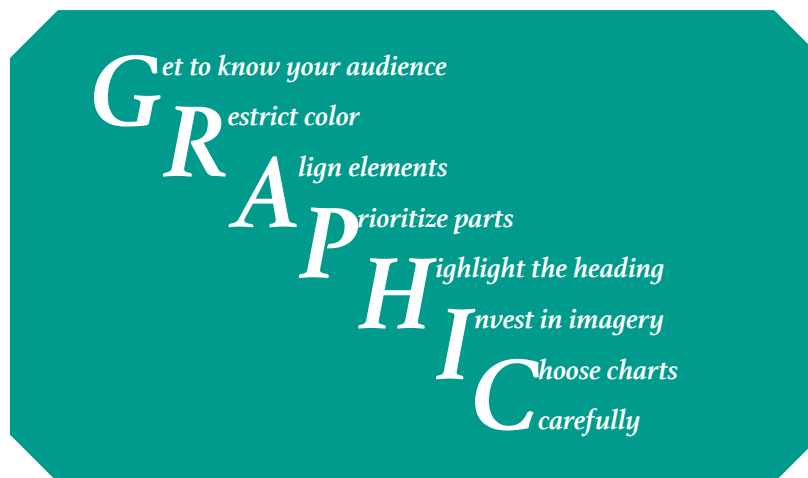 Get to know your audience
Restrict color
Align elements
Prioritize parts
Highlight the heading
Invest in imagery
Choose charts
carefully